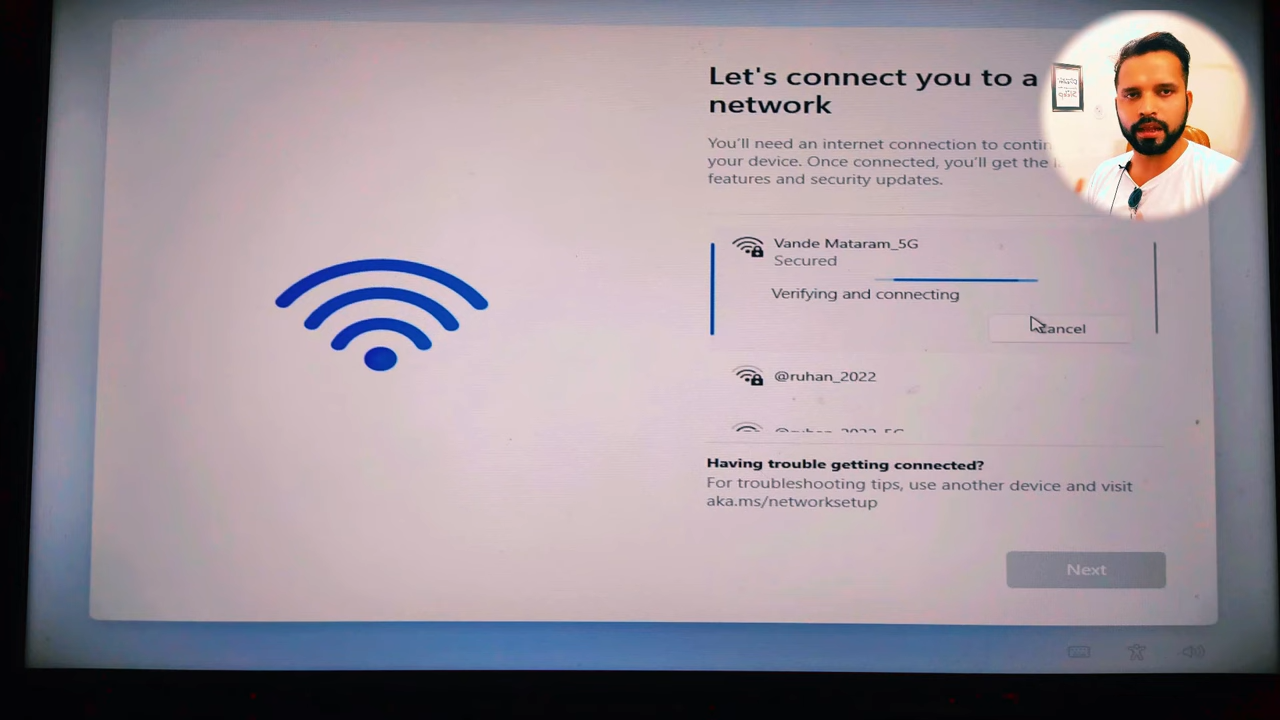 Let's connect you to a
network
You'll need an internet connection to
your device. Once connected, you'll get the
features and security updates.
Vande Mataram_5G
Secured
Verifying and connecting
Cancel
@ruhan_2022
Having trouble getting connected?
For troubleshooting tips, use another device and visit
aka.ms/networksetup
Next